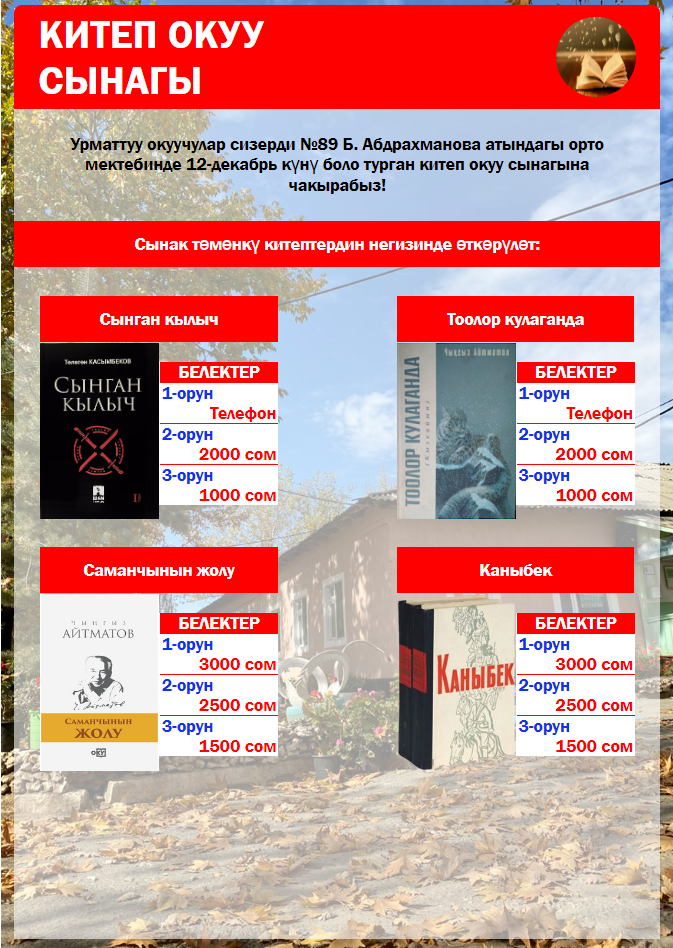 КИТЕП ОКУУ
СЫНАГЫ
Урматтуу окуучулар сизерди №89 Б. Абдрахманова атындагы орто
мектебинде 12-декабрь күнү боло турган китеп окуу сынагына
чакырабыз!
Сынак төмөнкү китептердин негизинде өткөрүлөт:
Сынган кылыч
Төлөгөн КАСЫМБЕКОВ
СЫНГАН
КЫЛЫЧ
БЕЛЕКТЕР
1-орун
Телефон
2-орун
2000 сом
3-орун
1000 сом
Тоолор кулаганда
Чыңгыз Айтматов
ТООЛОР КУЛАГАНДА
БЕЛЕКТЕР
1-орун
Телефон
2-орун
2000 сом
3-орун
1000 сом
Саманчынын жолу
ЧЫҢГЫЗ
АЙТМАТОВ
САМАНЧЫНЫН
ЖОЛУ
БЕЛЕКТЕР
1-орун
3000 сом
2-орун
2500 сом
3-орун
1500 сом
Каныбек
КАНЫБЕК
БЕЛЕКТЕР
1-орун
3000 сом
2-орун
2500 сом
3-орун
1500 сом